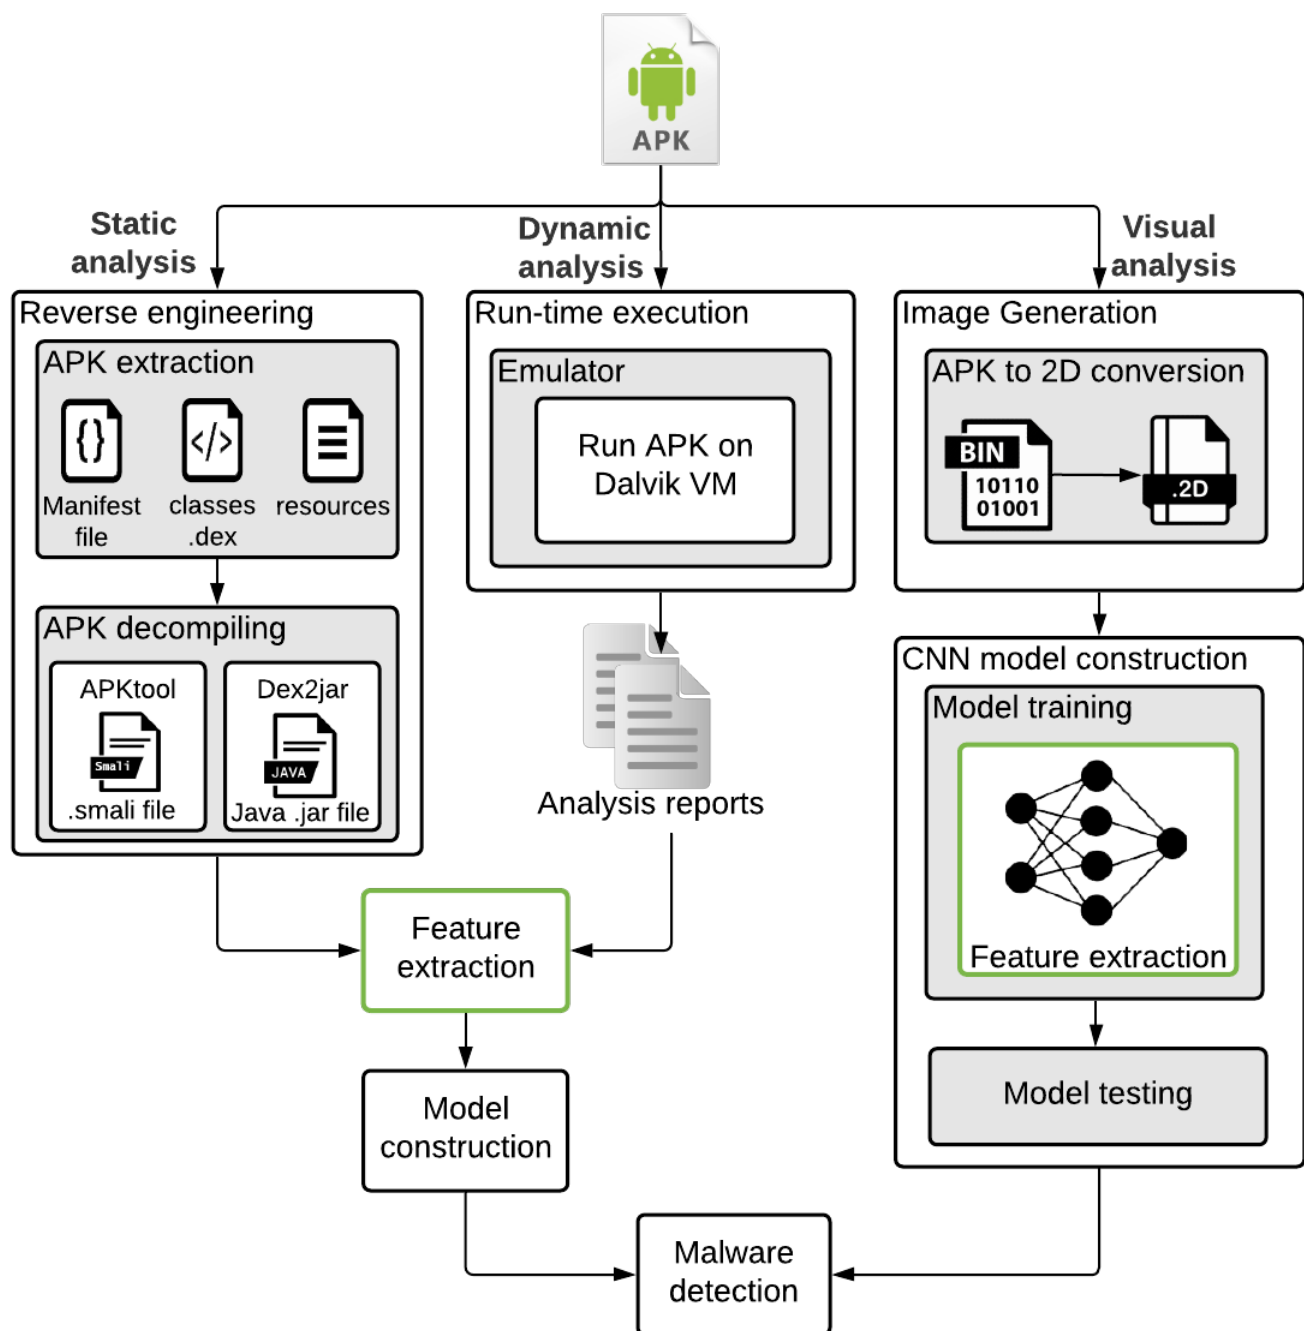 APK
Static
analysis
Dynamic
analysis
Visual
analysis
Reverse engineering
APK extraction
{}
Manifest
file
</>
classes
.dex
resources
APK decompiling
APKtool
Smali
.smali file
Dex2jar
JAVA
Java .jar file
Run-time execution
Emulator
Run APK on
Dalvik VM
Analysis reports
Image Generation
APK to 2D conversion
BIN
10110
01001
.2D
CNN model construction
Model training
Feature extraction
Model testing
Feature
extraction
Model
construction
Malware
detection